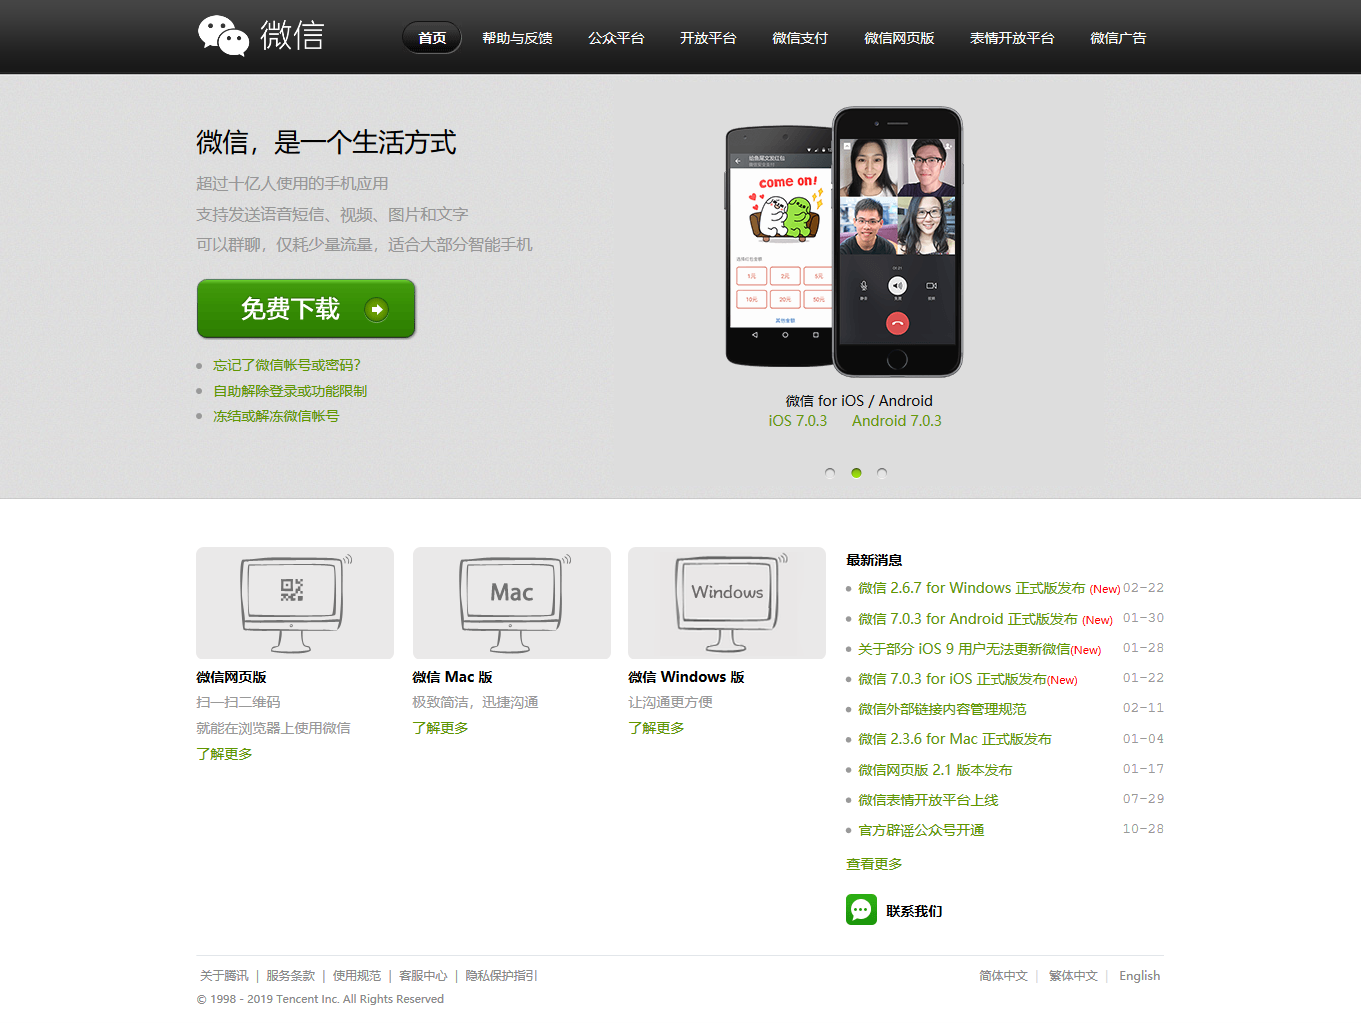 微信
首页 帮助与反馈 公众平台 开放平台 微信支付 微信网页版 表情开放平台 微信广告
微信，是一个生活方式
超过十亿人使用的手机应用
支持发送语音短信、视频、图片和文字
可以群聊，仅耗少量流量，适合大部分智能手机
免费下载
忘记了微信帐号或密码？
自助解除登录或功能限制
冻结或解冻微信帐号
come on!
1元 2元 5元
10元 20元 50元
其他金额
微信 for iOS / Android
iOS 7.0.3 Android 7.0.3
微信网页版
扫一扫二维码
就能在浏览器上使用微信
了解更多
Mac
微信 Mac 版
极致简洁，迅捷沟通
了解更多
Windows
微信 Windows 版
让沟通更方便
了解更多
最新消息
微信 2.6.7 for Windows 正式版发布 (New) 02-22
微信 7.0.3 for Android 正式版发布 (New) 01-30
关于部分 iOS 9 用户无法更新微信(New) 01-28
微信 7.0.3 for iOS 正式版发布(New) 01-22
微信外部链接内容管理规范 02-11
微信 2.3.6 for Mac 正式版发布 01-04
微信网页版 2.1 版本发布 01-17
微信表情开放平台上线 07-29
官方辟谣公众号开通 10-28
查看更多
联系我们
关于腾讯 | 服务条款 | 使用规范 | 客服中心 | 隐私保护指引
简体中文 | 繁体中文 | English
© 1998 - 2019 Tencent Inc. All Rights Reserved